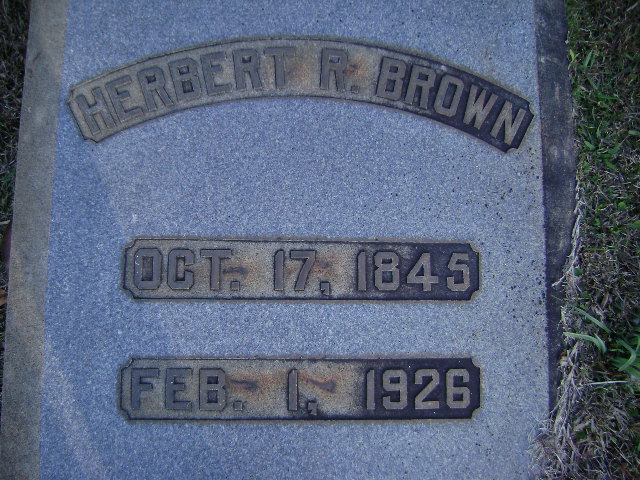 HERBERT R. BROWN
OCT. 17, 1845
FEB. 1, 1926